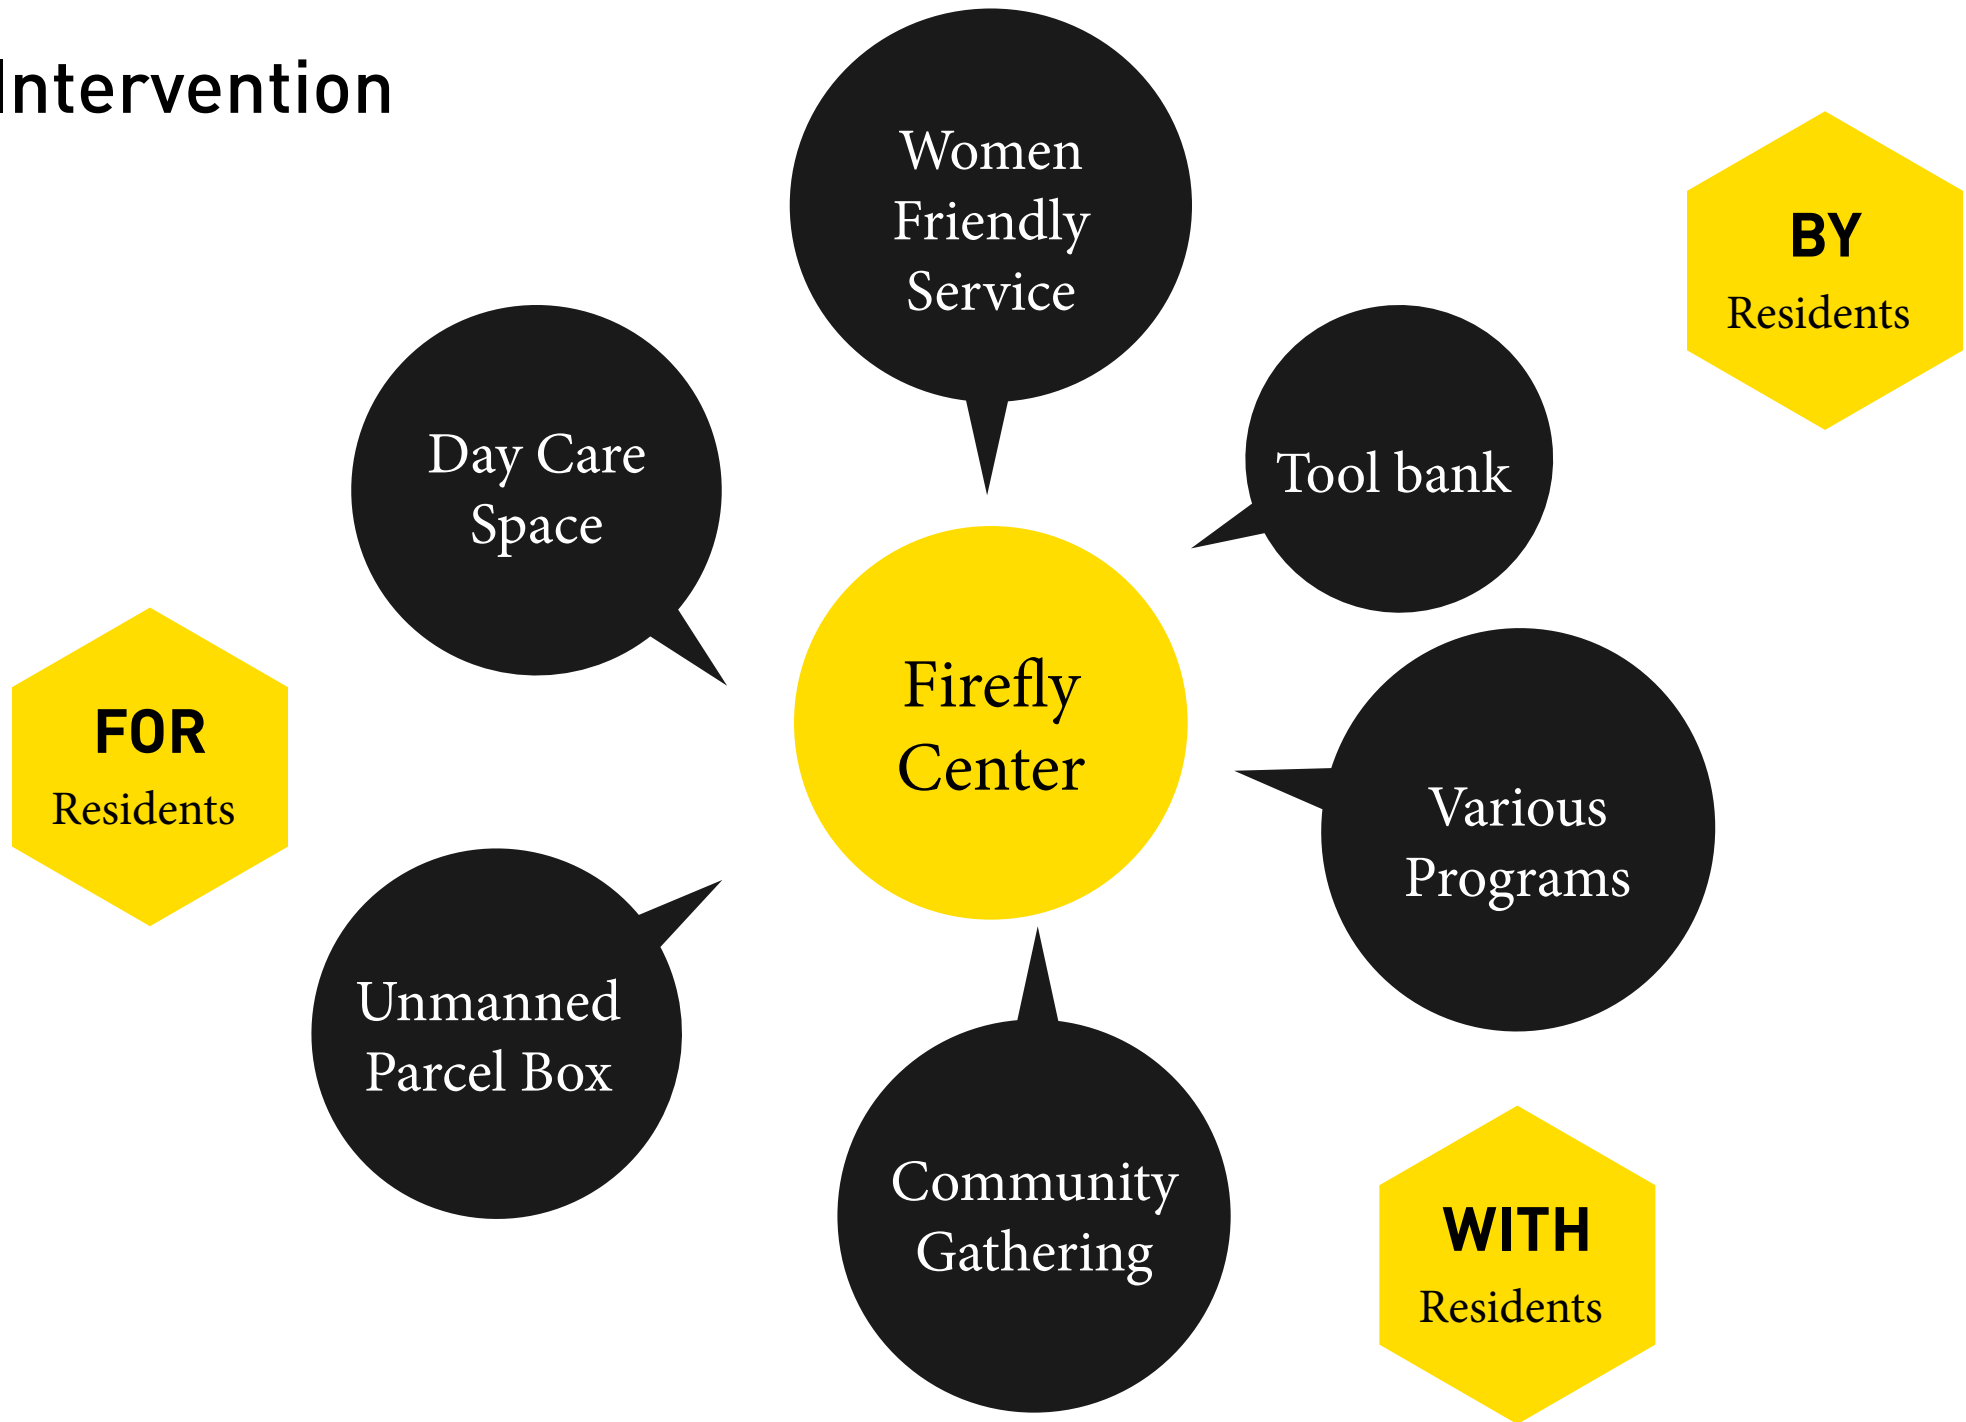 Intervention
Women
Friendly
Service
BY
Residents
Day Care
Space
Tool bank
Firefly
Center
FOR
Residents
Various
Programs
Unmanned
Parcel Box
Community
Gathering
WITH
Residents